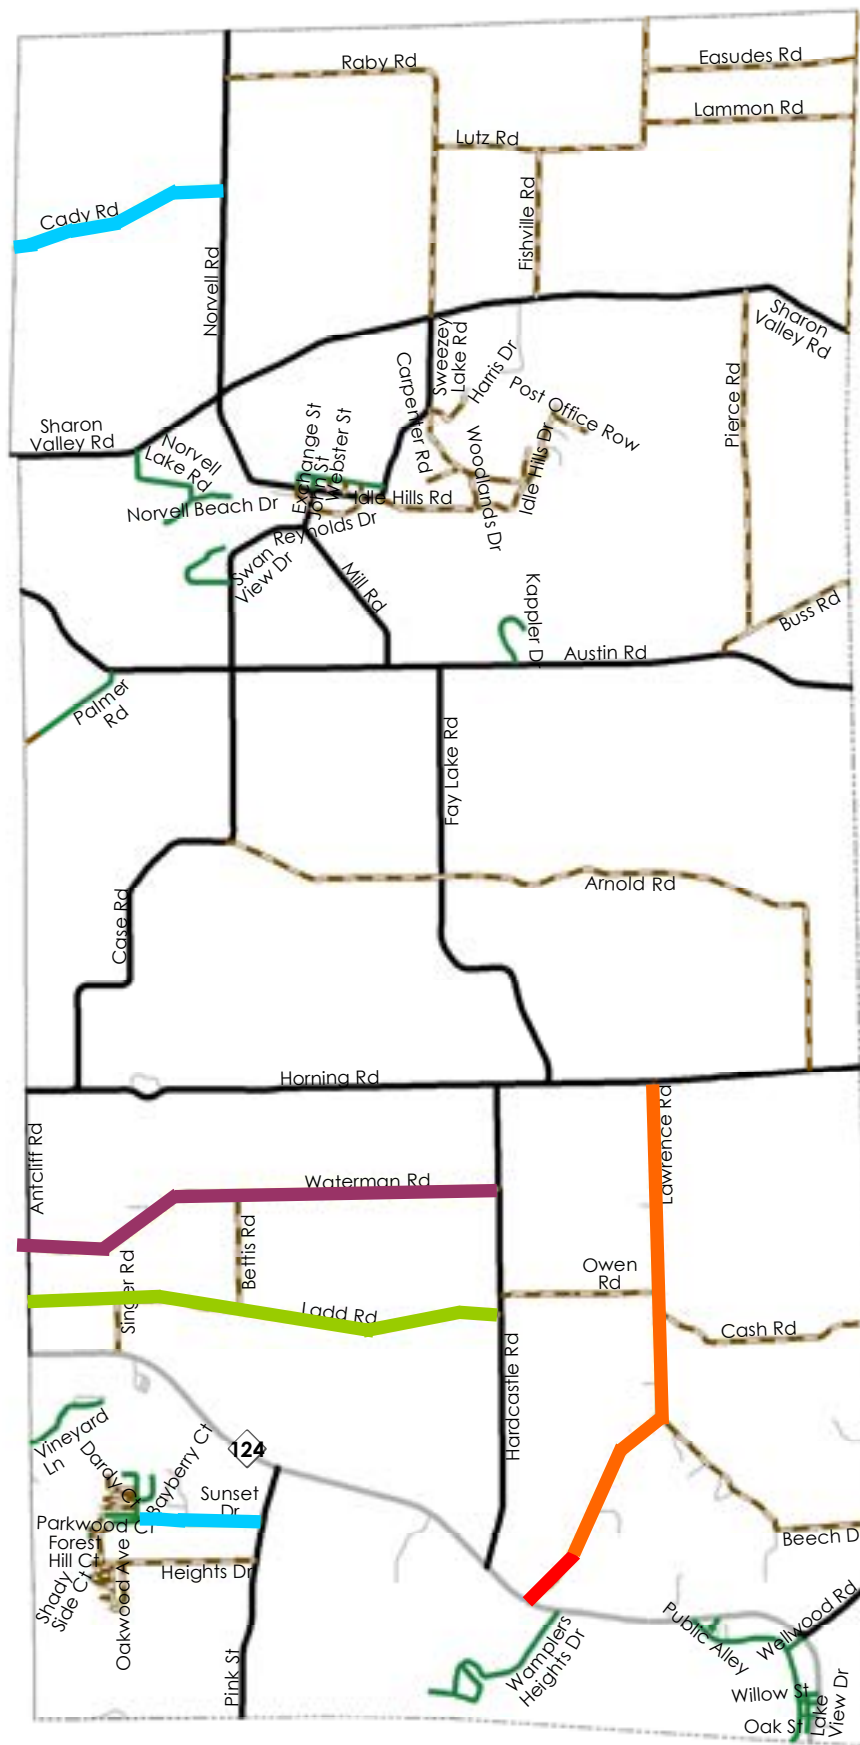 Raby Rd
Easudes Rd
Lammon Rd
Lutz Rd
Fishville Rd
Cady Rd
Norvell Rd
Sharon
Valley Rd
Sweezey
Lake Rd
Harris Dr
Carpenter Rd
Post Office Row
Pierce Rd
Sharon
Valley Rd
Norvell
Lake Rd
Exchange St
John St
Webster St
Woodlands Dr
Idle Hills Dr
Idle Hills Rd
Norvell Beach Dr
Reynolds Dr
Swan
View Dr
Mill Rd
Kappler D
Buss Rd
Austin Rd
Palmer
Rd
Fay Lake Rd
Arnold Rd
Case Rd
Horning Rd
Antcliff Rd
Lawrence Rd
Waterman Rd
Bettis Rd
Singer Rd
Owen
Rd
Ladd Rd
Cash Rd
Hardcastle Rd
Vineyard
Ln
Dardy Ct
Bayberry Ct
124
Sunset
Dr
Parkwood Ct
Forest
Hill Ct
Heights Dr
Shady
Side Ct
Oakwood Ave
Beech D
Pink St
Wamplers
Heights Dr
Public Alley
Wellwood Rd
Willow St
Oak St
Lake
View Dr